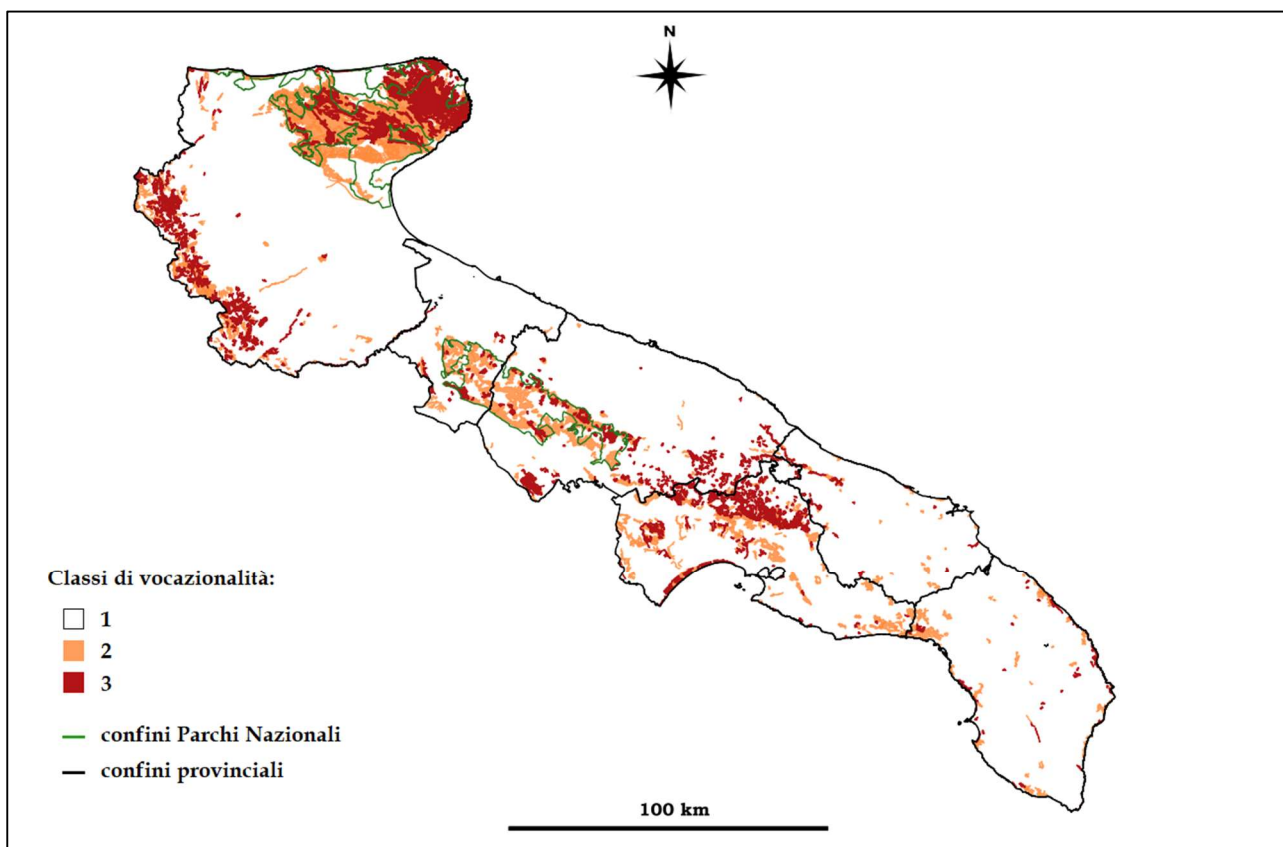 N
Classi di vocazionalità:
1
2
3
confini Parchi Nazionali
confini provinciali
100 km